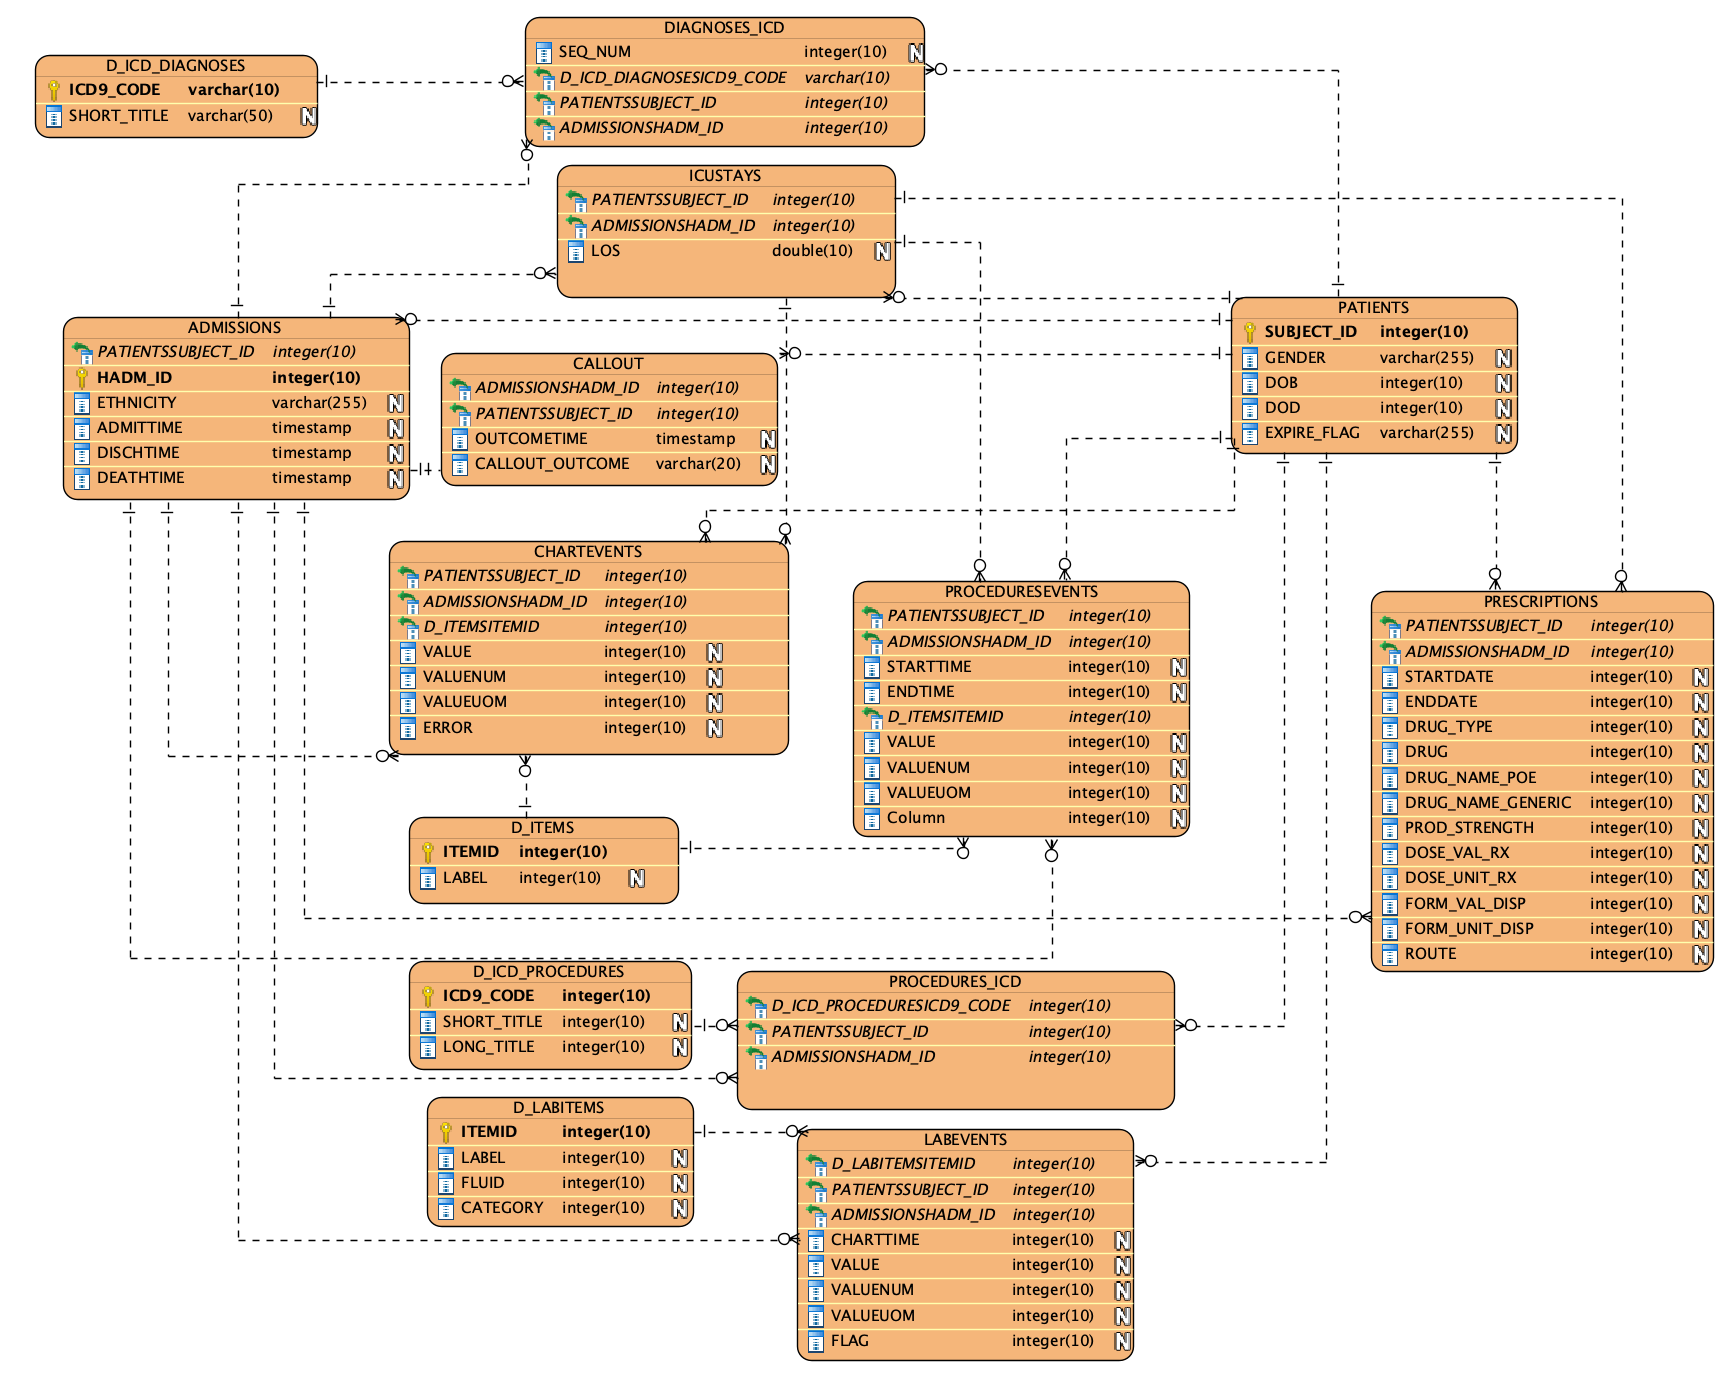 DIAGNOSES_ICD
SEQ_NUM integer(10) N
D_ICD_DIAGNOSESICD9_CODE varchar(10)
PATIENTSSUBJECT_ID integer(10)
ADMISSIONSHADM_ID integer(10)
D_ICD_DIAGNOSES
ICD9_CODE varchar(10)
SHORT_TITLE varchar(50) N
ICUSTAYS
PATIENTSSUBJECT_ID integer(10)
ADMISSIONSHADM_ID integer(10)
LOS double(10) N
ADMISSIONS
PATIENTSSUBJECT_ID integer(10)
HADM_ID integer(10)
ETHNICITY varchar(255) N
ADMITTIME timestamp N
DISCHTIME timestamp N
DEATHTIME timestamp N
CALLOUT
ADMISSIONSHADM_ID integer(10)
PATIENTSSUBJECT_ID integer(10)
OUTCOMETIME timestamp N
CALLOUT_OUTCOME varchar(20) N
PATIENTS
SUBJECT_ID integer(10)
GENDER varchar(255) N
DOB integer(10) N
DOD integer(10) N
EXPIRE_FLAG varchar(255) N
CHARTEVENTS
PATIENTSSUBJECT_ID integer(10)
ADMISSIONSHADM_ID integer(10)
D_ITEMSITEMID integer(10)
VALUE integer(10) N
VALUENUM integer(10) N
VALUEUOM integer(10) N
ERROR integer(10) N
PROCEDURESEVENTS
PATIENTSSUBJECT_ID integer(10)
ADMISSIONSHADM_ID integer(10)
STARTTIME integer(10) N
ENDTIME integer(10) N
D_ITEMSITEMID integer(10)
VALUE integer(10) N
VALUENUM integer(10) N
VALUEUOM integer(10) N
Column integer(10) N
PRESCRIPTIONS
PATIENTSSUBJECT_ID integer(10)
ADMISSIONSHADM_ID integer(10)
STARTDATE integer(10) N
ENDDATE integer(10) N
DRUG_TYPE integer(10) N
DRUG integer(10) N
DRUG_NAME_POE integer(10) N
DRUG_NAME_GENERIC integer(10) N
PROD_STRENGTH integer(10) N
DOSE_VAL_RX integer(10) N
DOSE_UNIT_RX integer(10) N
FORM_VAL_DISP integer(10) N
FORM_UNIT_DISP integer(10) N
ROUTE integer(10) N
D_ITEMS
ITEMID integer(10)
LABEL integer(10) N
D_ICD_PROCEDURES
ICD9_CODE integer(10)
SHORT_TITLE integer(10) N
LONG_TITLE integer(10) N
PROCEDURES_ICD
D_ICD_PROCEDURESICD9_CODE integer(10)
PATIENTSSUBJECT_ID integer(10)
ADMISSIONSHADM_ID integer(10)
D_LABITEMS
ITEMID integer(10)
LABEL integer(10) N
FLUID integer(10) N
CATEGORY integer(10) N
LABEVENTS
D_LABITEMSITEMID integer(10)
PATIENTSSUBJECT_ID integer(10)
ADMISSIONSHADM_ID integer(10)
CHARTTIME integer(10) N
VALUE integer(10) N
VALUENUM integer(10) N
VALUEUOM integer(10) N
FLAG integer(10) N